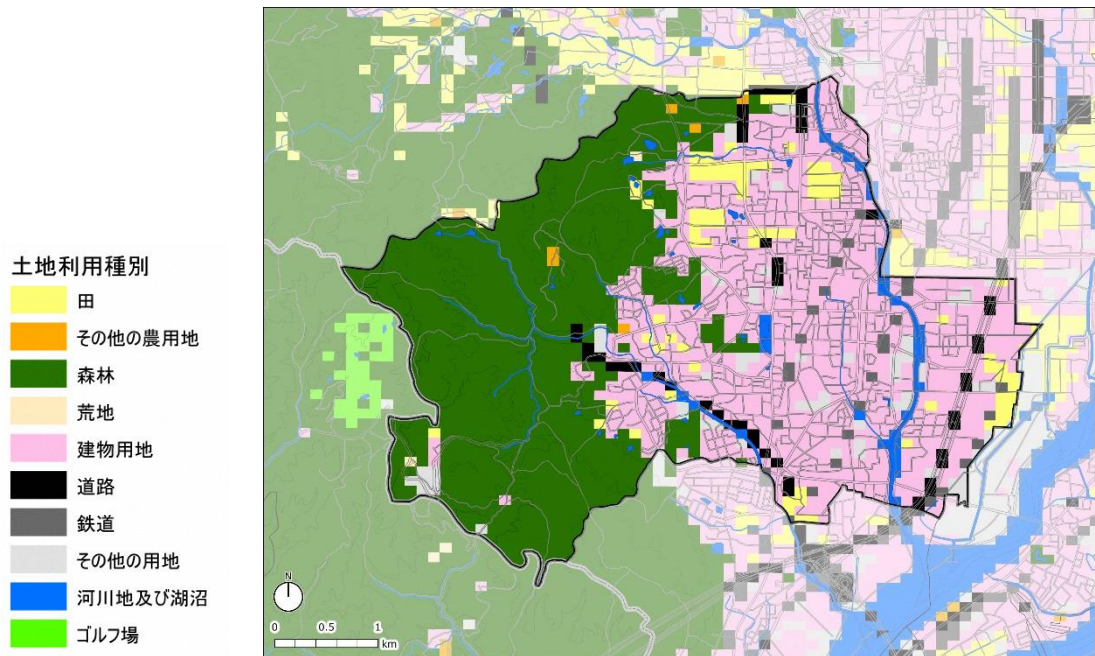 土地利用種別
田
その他の農用地
森林
荒地
建物用地
道路
鉄道
その他の用地
河川地及び湖沼
ゴルフ場
N
0 0.5 1
km